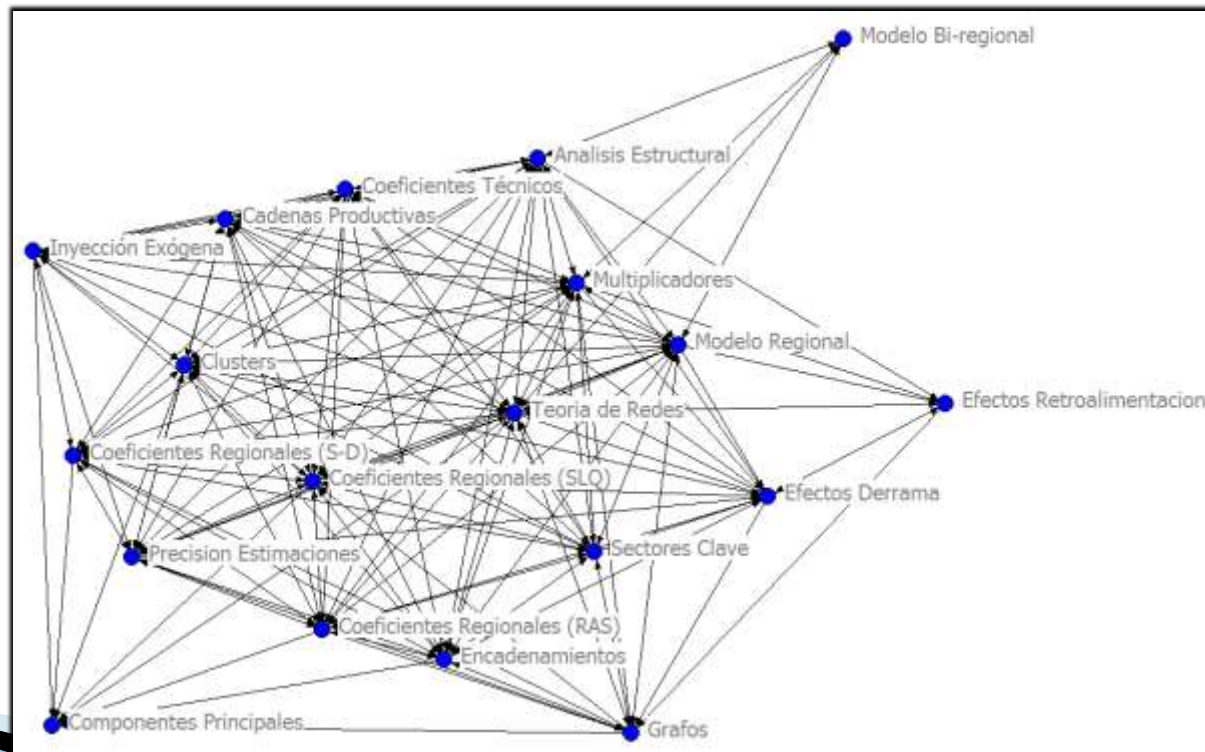 Modelo Bi-regional
Analisis Estructural
Coeficientes Técnicos
Cadenas Productivas
Inyección Exógena
Multiplicadores
Modelo Regional
Clusters
Efectos Retroalimentacion
Teoria de Redes
Coeficientes Regionales (S-D)
Coeficientes Regionales (SLQ)
Efectos Derrama
Sectores Clave
Precision Estimaciones
Coeficientes Regionales (RAS)
Encadenamientos
Componentes Principales
Grafos